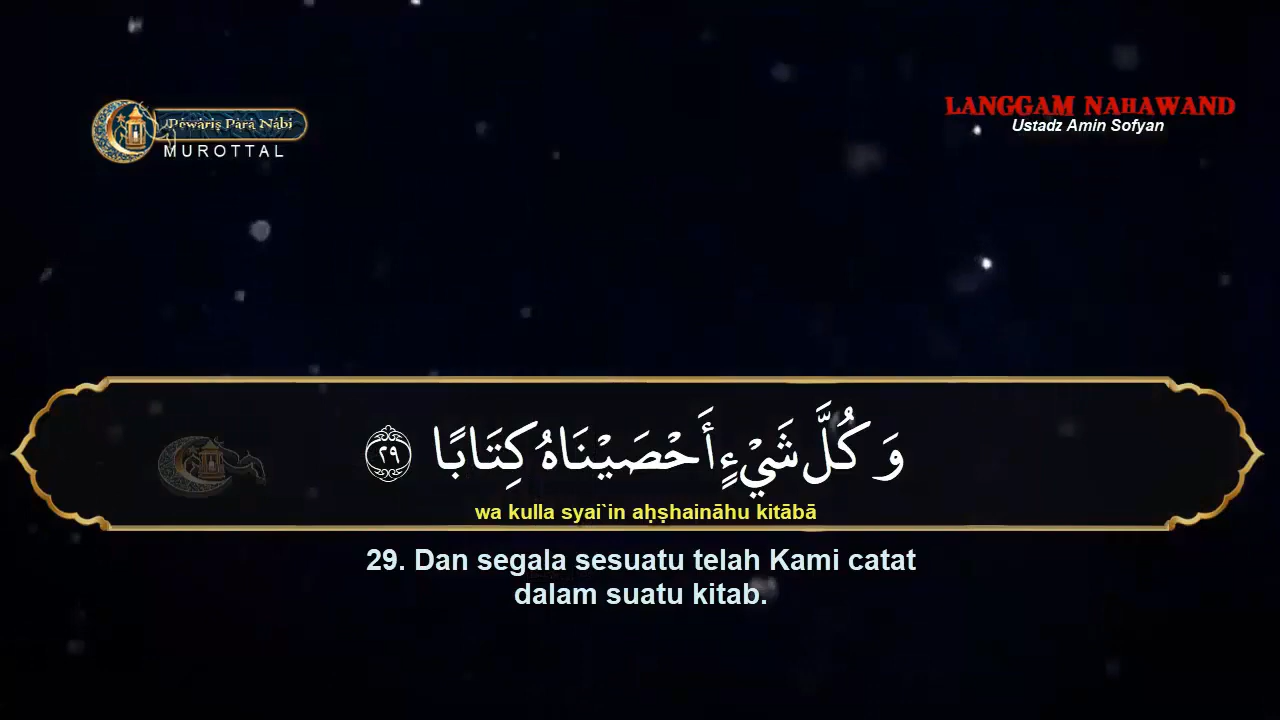 Pewaris Para Nabi
MUROTTAL
LANGGAM NAHAWAND
Ustadz Amin Sofyan
وَ كُلَّ شَيْءٍ أَحْصَيْنَاهُ كِتَابًا ٢٩
wa kulla syai`in aḥṣhaināhu kitābā
29. Dan segala sesuatu telah Kami catat
dalam suatu kitab.